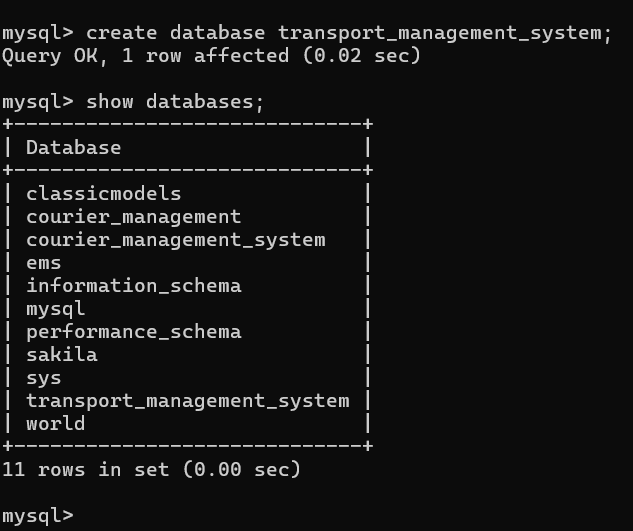 mysql> create database transport_management_system;
Query OK, 1 row affected (0.02 sec)
mysql> show databases;
+-----------------------------+
| Database                    |
+-----------------------------+
| classicmodels               |
| courier_management          |
| courier_management_system   |
| ems                         |
| information_schema          |
| mysql                       |
| performance_schema          |
| sakila                      |
| sys                         |
| transport_management_system |
| world                       |
+-----------------------------+
11 rows in set (0.00 sec)
mysql>